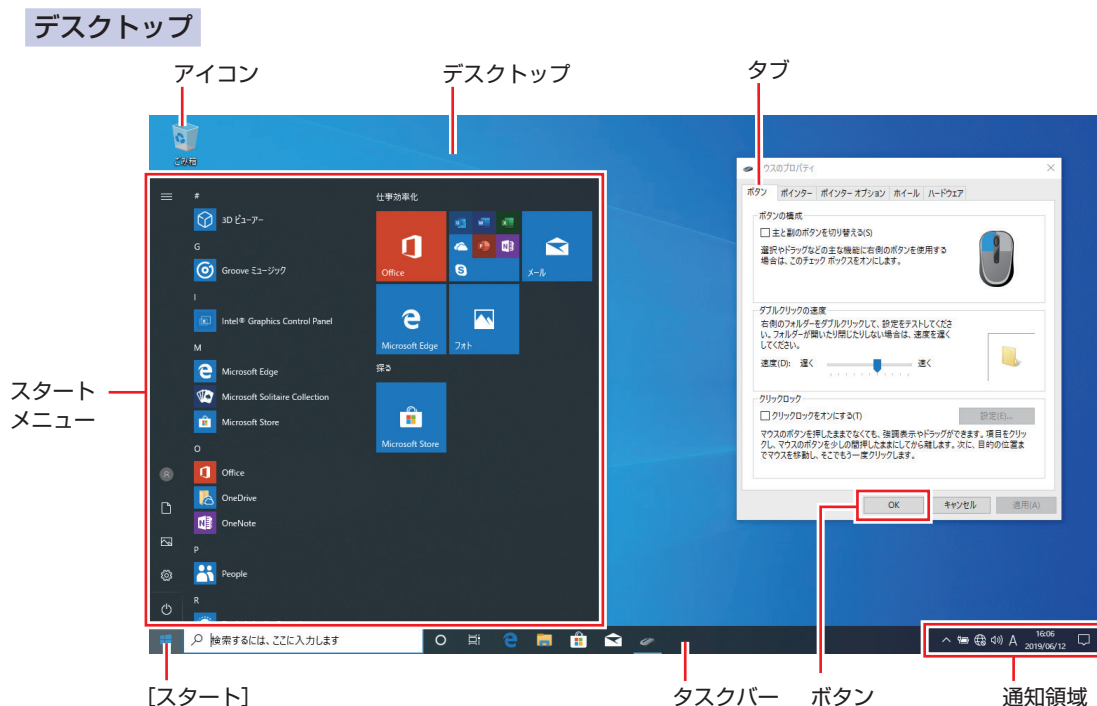 デスクトップ
アイコン
デスクトップ
タブ
ごみ箱
スタート
メニュー
#
3D ビューアー
G
Groove ミュージック
I
Intel® Graphics Control Panel
M
Microsoft Edge
Microsoft Solitaire Collection
Microsoft Store
O
Office
OneDrive
OneNote
P
People
R
仕事効率化
Office
メール
Microsoft Edge
フォト
探る
Microsoft Store
ウスのプロパティ
ボタン
ポインター
ポインター オプション
ホイール
ハードウェア
ボタンの構成
主と副のボタンを切り替える(S)
選択やドラッグなどの主な機能に右側のボタンを使用する
場合は、このチェック ボックスをオンにします。
ダブルクリックの速度
右側のフォルダーをダブルクリックして、設定をテストしてくださ
い。フォルダーが開いたり閉じたりしない場合は、速度を遅く
してください。
速度(D): 遅く 速く
クリックロック
クリックロックをオンにする(T)
設定(E)...
マウスのボタンを押したままでなくても、強調表示やドラッグができます。項目をクリッ
クし、マウスのボタンを少しの間押したままにしてから離します。次に、目的の位置ま
でマウスを移動し、そこでもう一度クリックします。
OK
キャンセル
適用(A)
検索するには、ここに入力します
A
16:06
2019/06/12
[スタート]
タスクバー
ボタン
通知領域